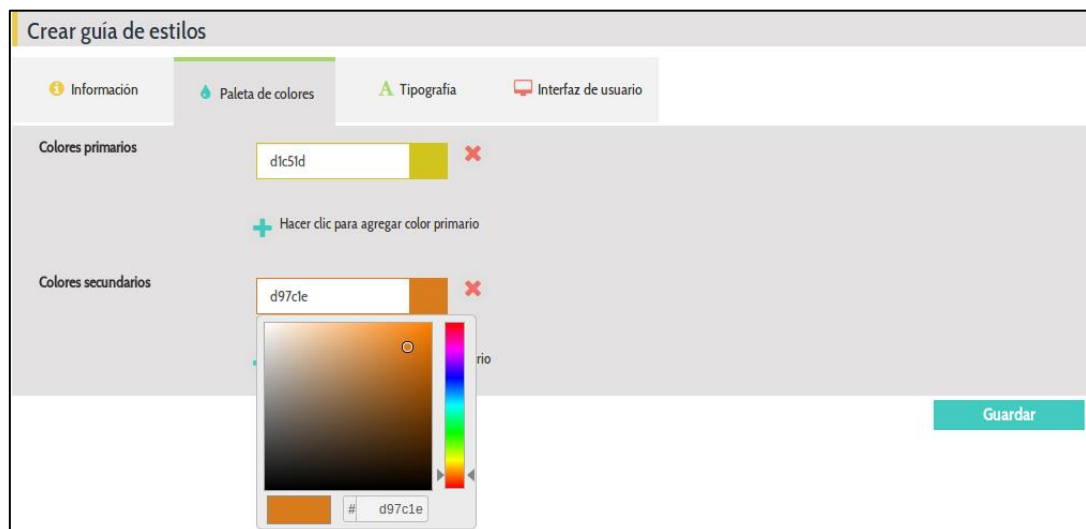 Crear guía de estilos
Información
Paleta de colores
Tipografía
Interfaz de usuario
Colores primarios
d1c51d
Hacer clic para agregar color primario
Colores secundarios
d97c1e
rio
Guardar
# d97c1e